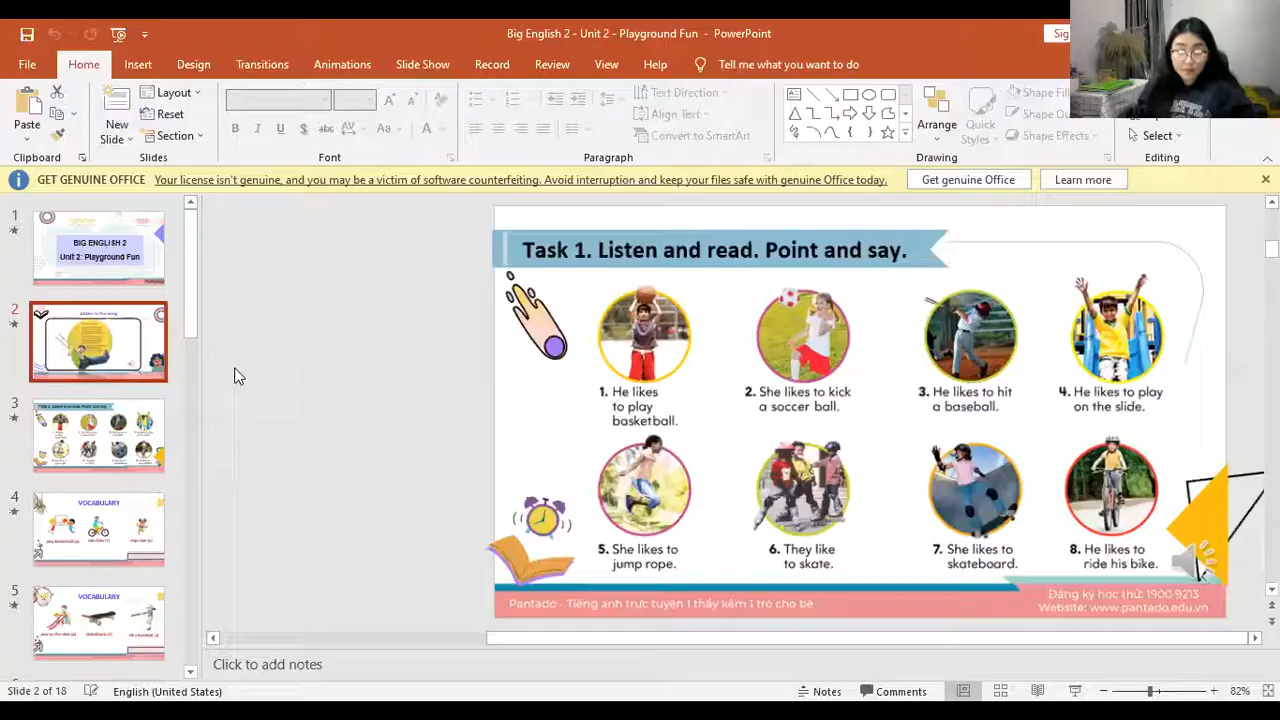 Big English 2 - Unit 2 - Playground Fun - PowerPoint
File Home Insert Design Transitions Animations Slide Show Record Review View Help Tell me what you want to do
Paste
New
Slide
Layout
Reset
Section
Text Direction
Align Text
Convert to SmartArt
Arrange
Quick
Styles
Shape Effects
Select
Clipboard Slides Font Paragraph Drawing Editing
GET GENUINE OFFICE Your license isn't genuine, and you may be a victim of software counterfeiting. Avoid interruption and keep your files safe with genuine Office today. Get genuine Office Learn more
1
BIG ENGLISH 2
Unit 2: Playground Fun
2
Listen to the song
3
4
VOCABULARY
5
VOCABULARY
Task 1. Listen and read. Point and say.
1. He likes
to play
basketball.
2. She likes to kick
a soccer ball.
3. He likes to hit
a baseball.
4. He likes to play
on the slide.
5. She likes to
jump rope.
6. They like
to skate.
7. She likes to
skateboard.
8. He likes to
ride his bike.
Pantado - Tiếng anh trực tuyến 1 thầy kèm 1 trò cho bé
Đăng ký học thử: 1900 9213
Website: www.pantado.edu.vn
Click to add notes
Slide 2 of 18 English (United States) Notes Comments 82%